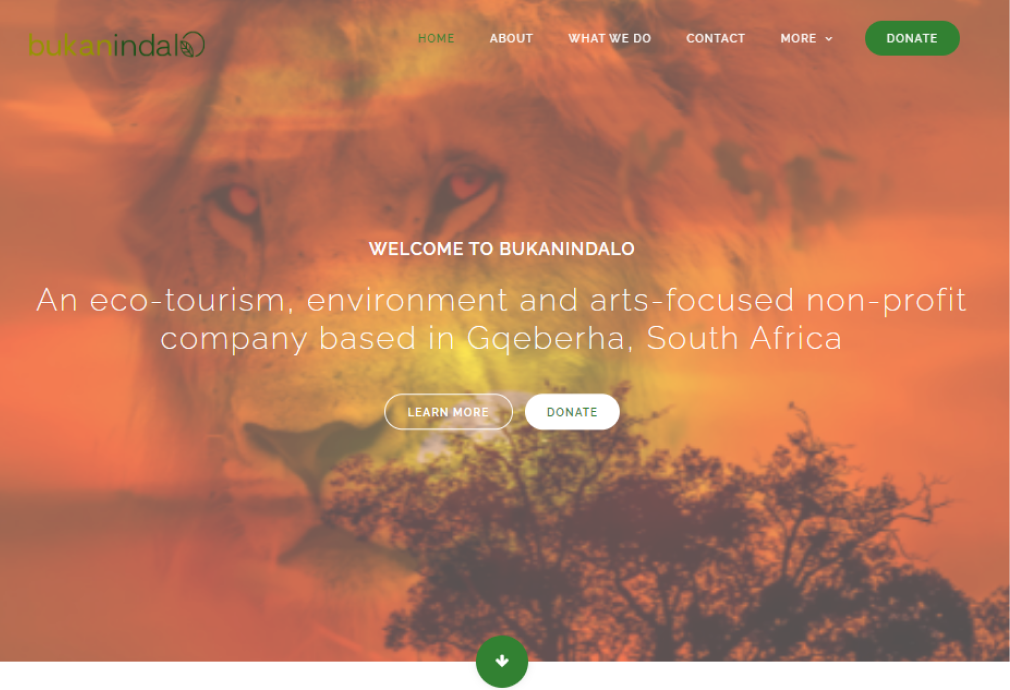 bukanindalo
HOME ABOUT WHAT WE DO CONTACT MORE DONATE
WELCOME TO BUKANINDALO
An eco-tourism, environment and arts-focused non-profit
company based in Gqeberha, South Africa
LEARN MORE DONATE